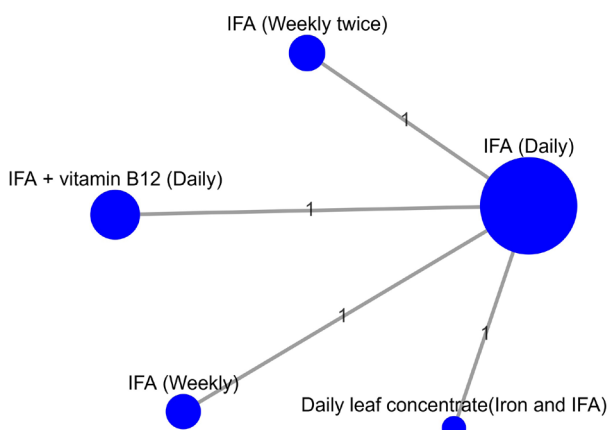 IFA (Weekly twice)
1
IFA (Daily)
IFA + vitamin B12 (Daily)
1
1
1
IFA (Weekly)
Daily leaf concentrate(Iron and IFA)